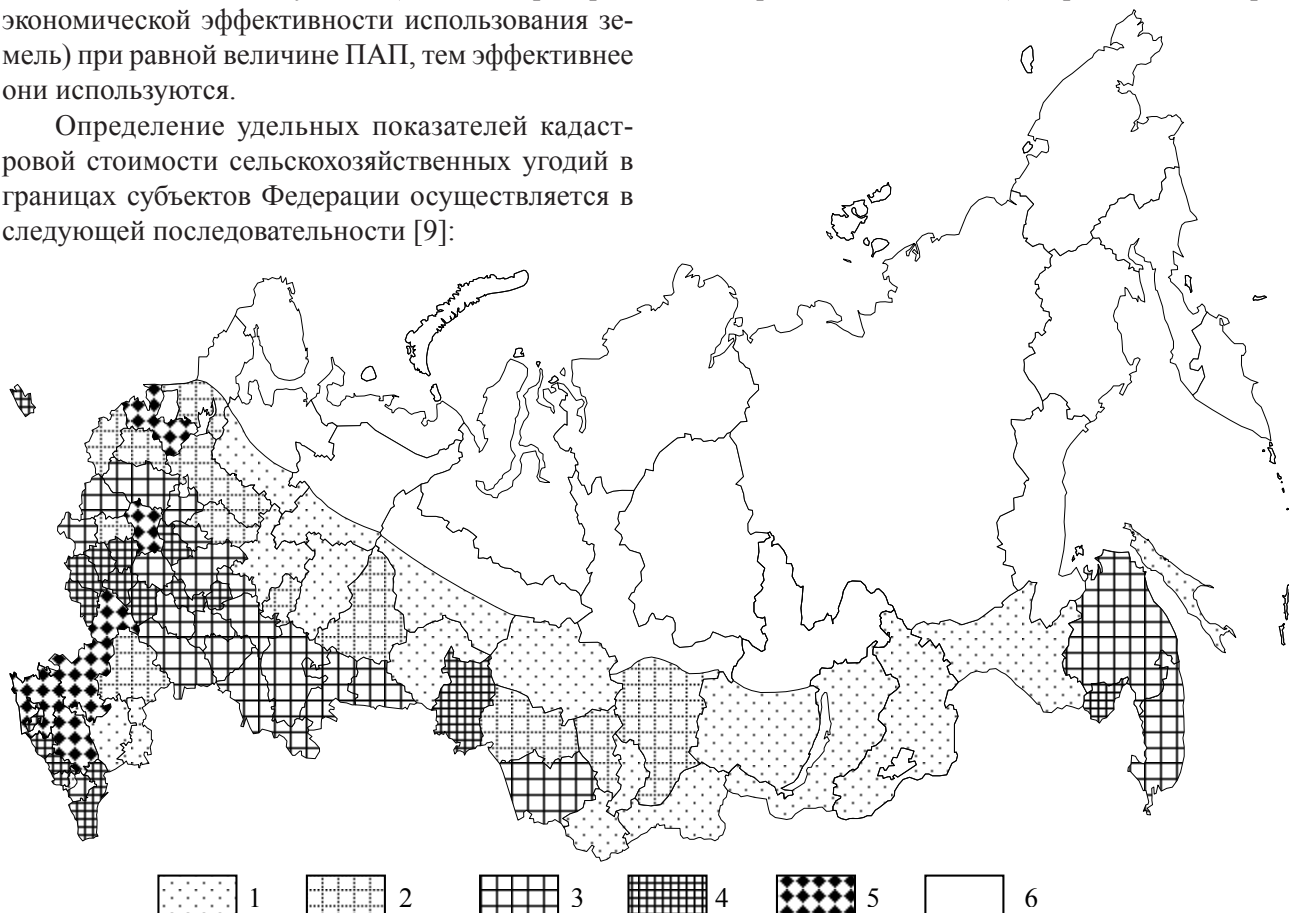 экономической эффективности использования зе-
мель) при равной величине ПАП, тем эффективнее
они используются.
Определение удельных показателей кадаст-
ровой стоимости сельскохозяйственных угодий в
границах субъектов Федерации осуществляется в
следующей последовательности [9]:
1 2 3 4 5 6